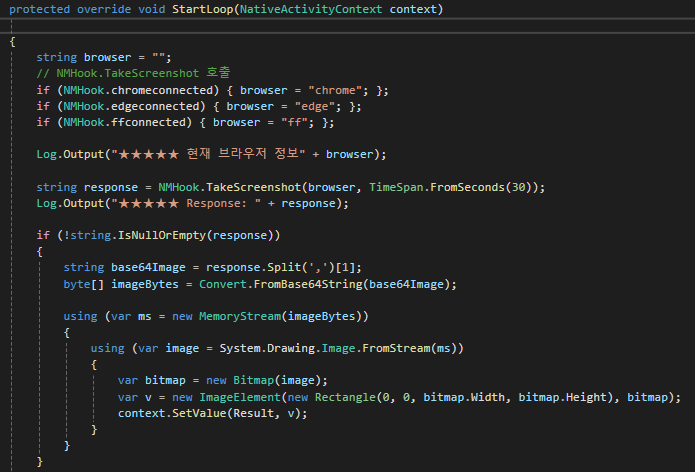 protected override void StartLoop(NativeActivityContext context)
{
string browser = "";
// NMHook.TakeScreenshot 호출
if (NMHook.chromeconnected) { browser = "chrome"; };
if (NMHook.edgeconnected) { browser = "edge"; };
if (NMHook.ffconnected) { browser = "ff"; };
Log.Output("★★★★★ 현재 브라우저 정보" + browser);
string response = NMHook.TakeScreenshot(browser, TimeSpan.FromSeconds(30));
Log.Output("★★★★★ Response: " + response);
if (!string.IsNullOrEmpty(response))
{
string base64Image = response.Split(',')[1];
byte[] imageBytes = Convert.FromBase64String(base64Image);
using (var ms = new MemoryStream(imageBytes))
{
using (var image = System.Drawing.Image.FromStream(ms))
{
var bitmap = new Bitmap(image);
var v = new ImageElement(new Rectangle(0, 0, bitmap.Width, bitmap.Height), bitmap);
context.SetValue(Result, v);
}
}
}